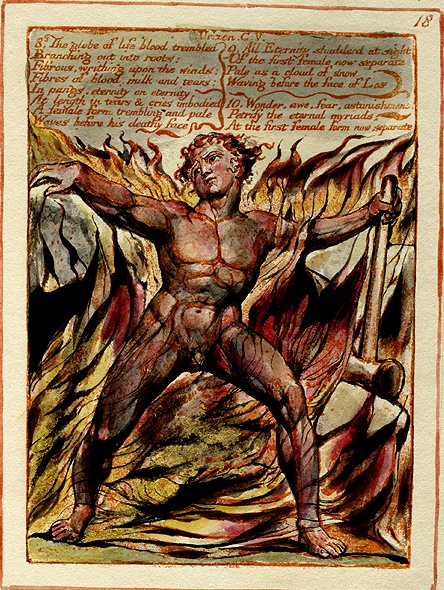 18
Urizen. C. V.
8. The globe of life blood trembled
Branching out into roots;
Fibrous, writhing upon the winds;
Fibres of blood, milk and tears;
In pangs, eternity on eternity.
At length in tears & cries imbodied
A female form trembling and pale
Waves before his deathy face
9. All Eternity shudderd at sight
Of the first female now separate
Pale as a cloud of snow
Waving before the face of Los
10. Wonder, awe, fear, astonishment,
Petrify the eternal myriads;
At the first female form now separate